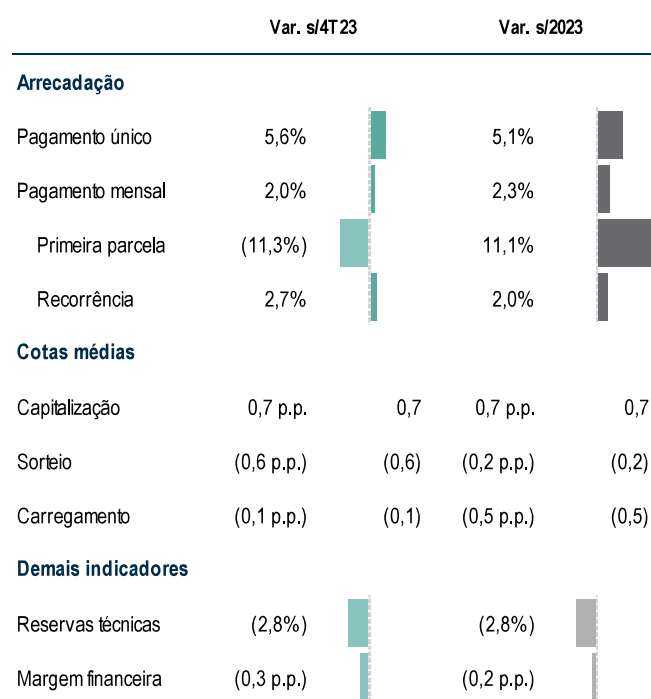 Var. s/4T23 Var. s/2023
Arrecadação
Pagamento único 5,6% 5,1%
Pagamento mensal 2,0% 2,3%
Primeira parcela (11,3%) 11,1%
Recorrência 2,7% 2,0%
Cotas médias
Capitalização 0,7 p.p. 0,7 0,7 p.p. 0,7
Sorteio (0,6 p.p.) (0,6) (0,2 p.p.) (0,2)
Carregamento (0,1 p.p.) (0,1) (0,5 p.p.) (0,5)
Demais indicadores
Reservas técnicas (2,8%) (2,8%)
Margem financeira (0,3 p.p.) (0,2 p.p.)